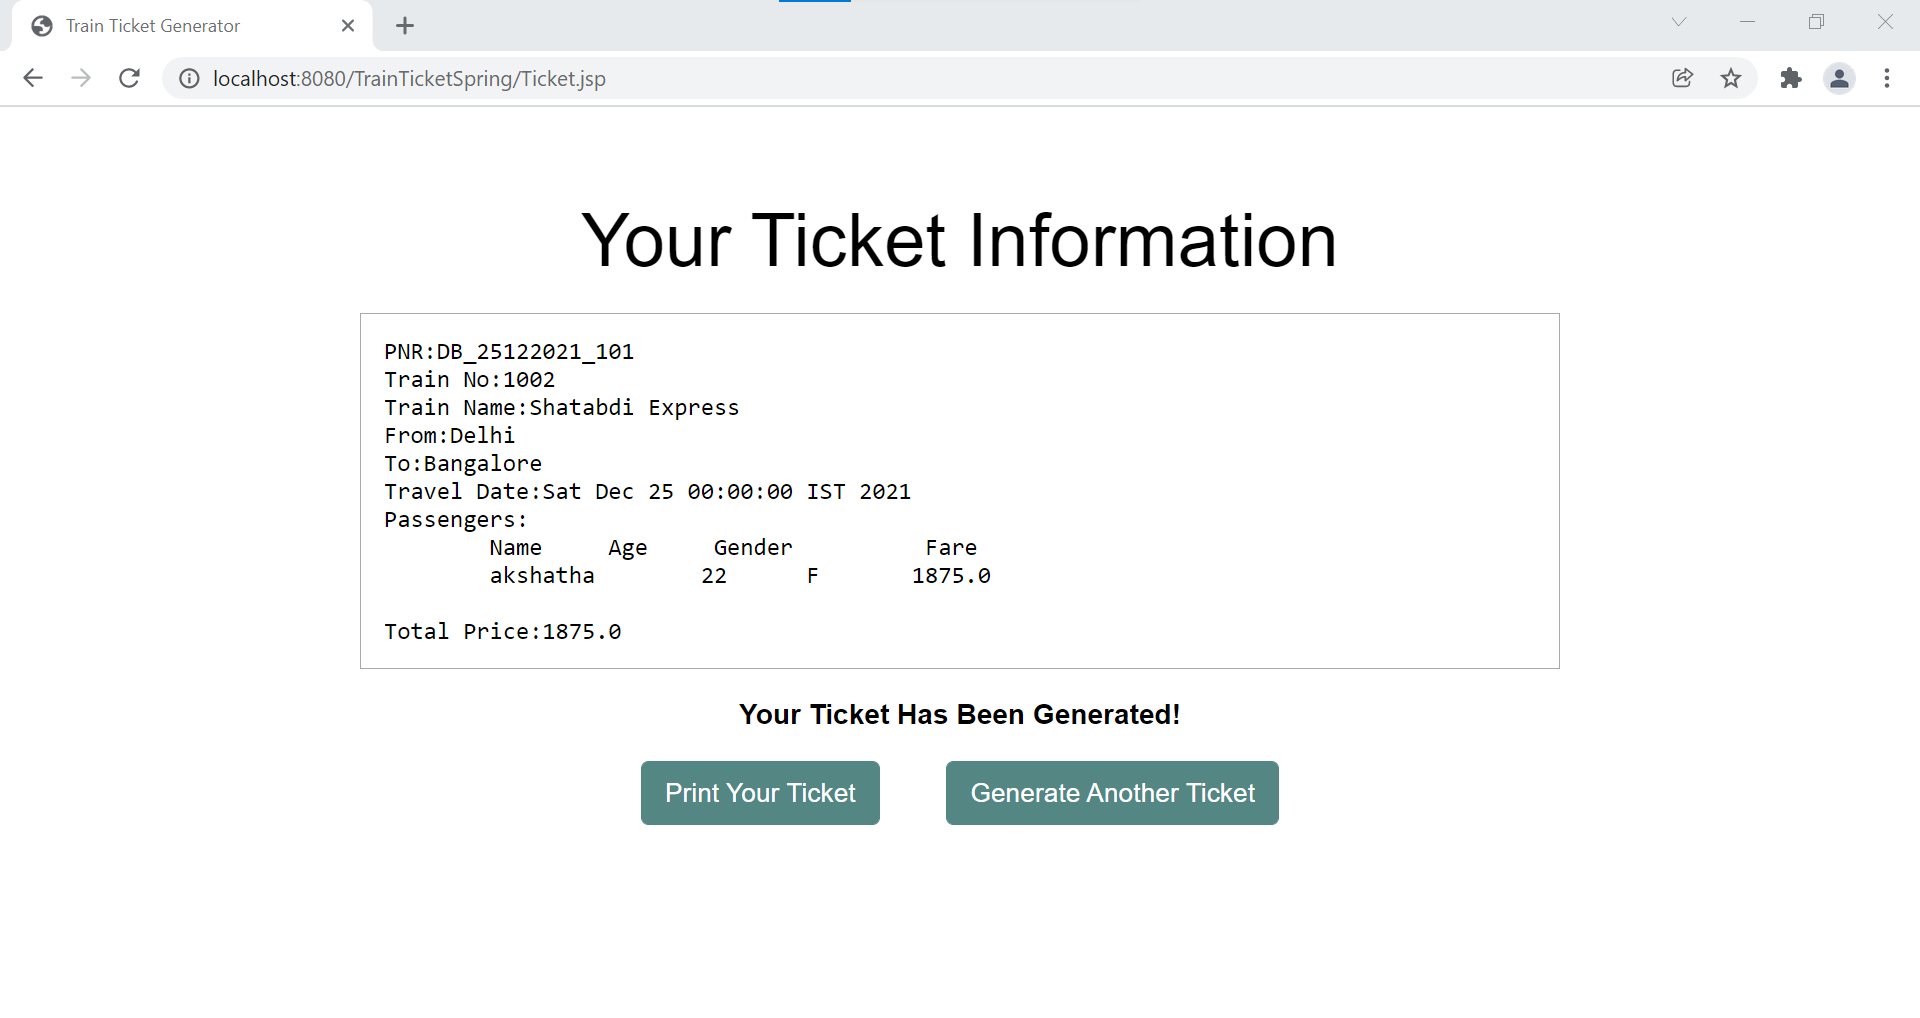 Train Ticket Generator
localhost:8080/TrainTicketSpring/Ticket.jsp
Your Ticket Information
PNR:DB_25122021_101
Train No:1002
Train Name:Shatabdi Express
From:Delhi
To:Bangalore
Travel Date:Sat Dec 25 00:00:00 IST 2021
Passengers:
Name Age Gender Fare
akshatha 22 F 1875.0
Total Price:1875.0
Your Ticket Has Been Generated!
Print Your Ticket Generate Another Ticket